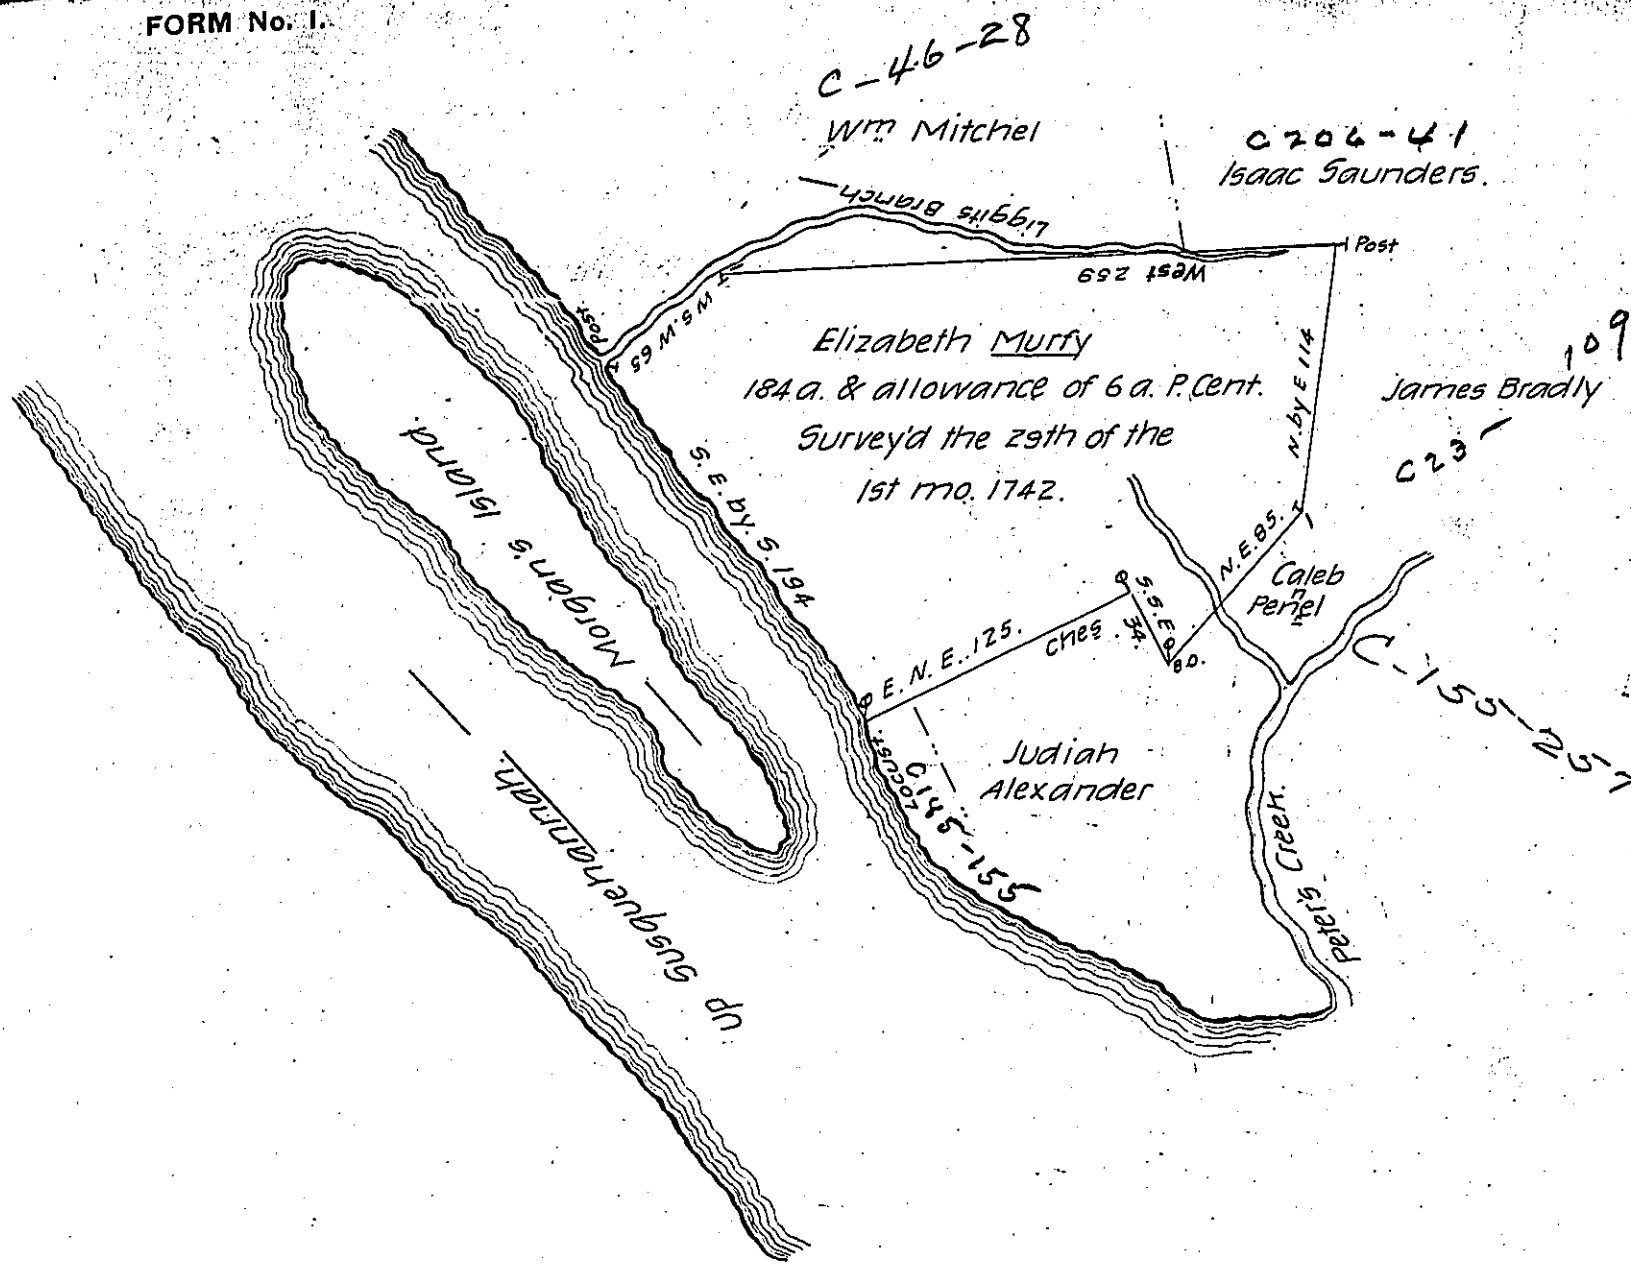 FORM No. 1.
C-46-28
Wm Mitchel
C206-41
Isaac Saunders.
Liggits Branch
Post
West 259
Post
W.S.W 65
Elizabeth Murfy
184 a. & allowance of 6 a. P. Cent.
Survey'd the 29th of the
1st mo. 1742.
N. by E 114
James Bradly
C23-109
Morgan's Island
S. E. by. S. 194
N. E. 85.
Caleb
Penel
S.S.E
34.
B.O.
E. N. E. 125.
Ches
C-155-257
Locust.
C145-155
Judiah
Alexander
Peter's Creek.
Up Susquehannah.